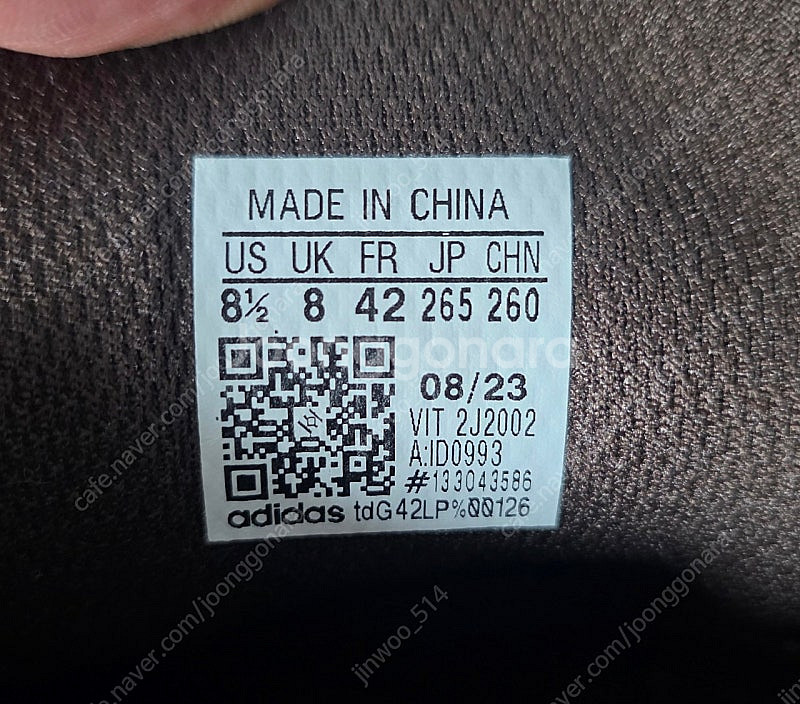 MADE IN CHINA
US UK FR JP CHN
8½ 8 42 265 260
08/23
VIT 2J2002
A:ID0993
#133043586
adidas tdG42LP%00126
joonggonara
cafe.naver.com/joonggonara
jinwoo_514